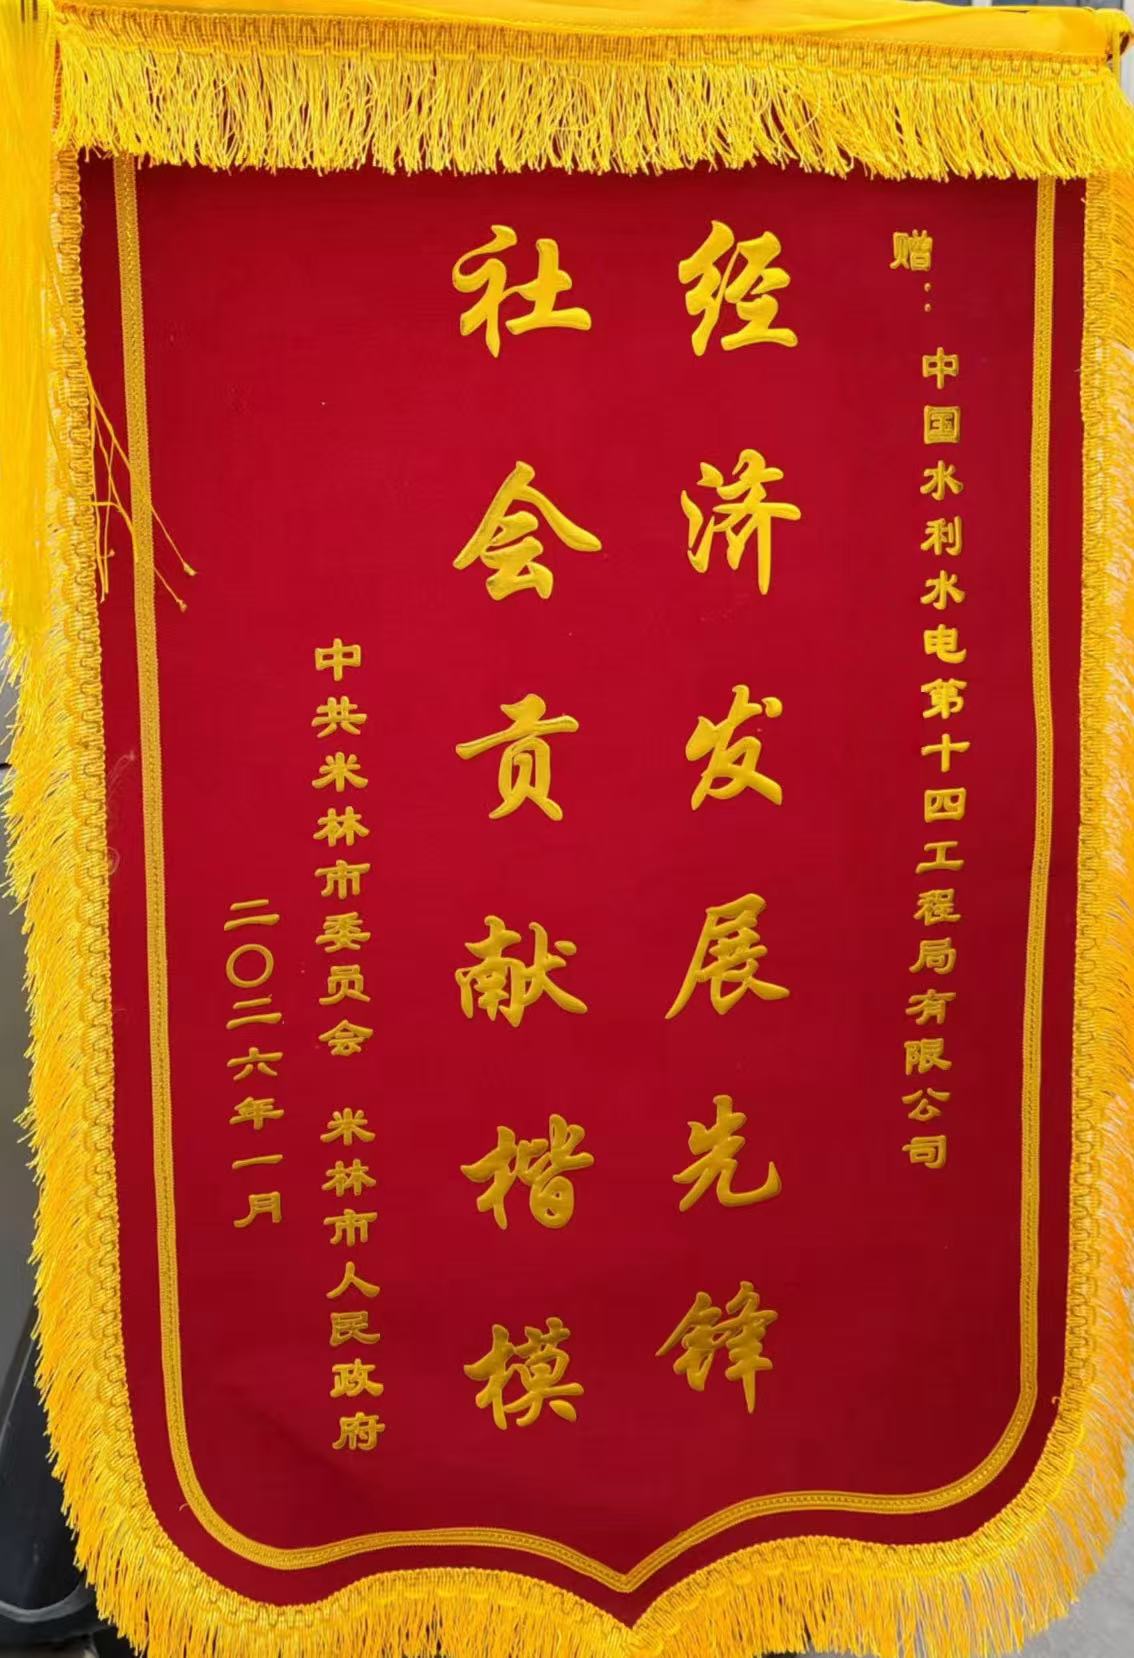 赠：中国水利水电第十四工程局有限公司
经济发展先锋
社会贡献楷模
中共米林市委员会 米林市人民政府
二〇二六年一月